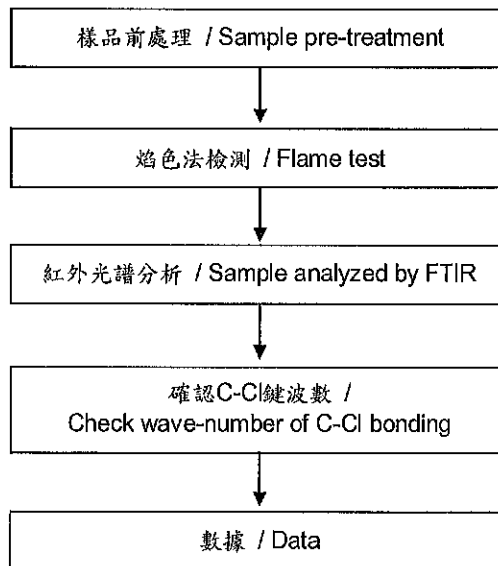 樣品前處理 / Sample pre-treatment
焰色法檢測 / Flame test
紅外光譜分析 / Sample analyzed by FTIR
確認C-Cl鍵波數 /
Check wave-number of C-Cl bonding
數據 / Data